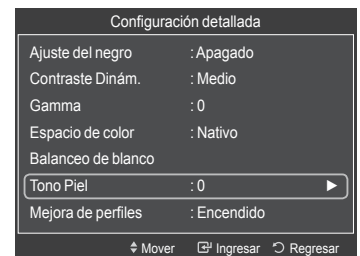 Configuración detallada
Ajuste del negro : Apagado
Contraste Dinám. : Medio
Gamma : 0
Espacio de color : Nativo
Balanceo de blanco
Tono Piel : 0
Mejora de perfiles : Encendido
Mover Ingresar Regresar